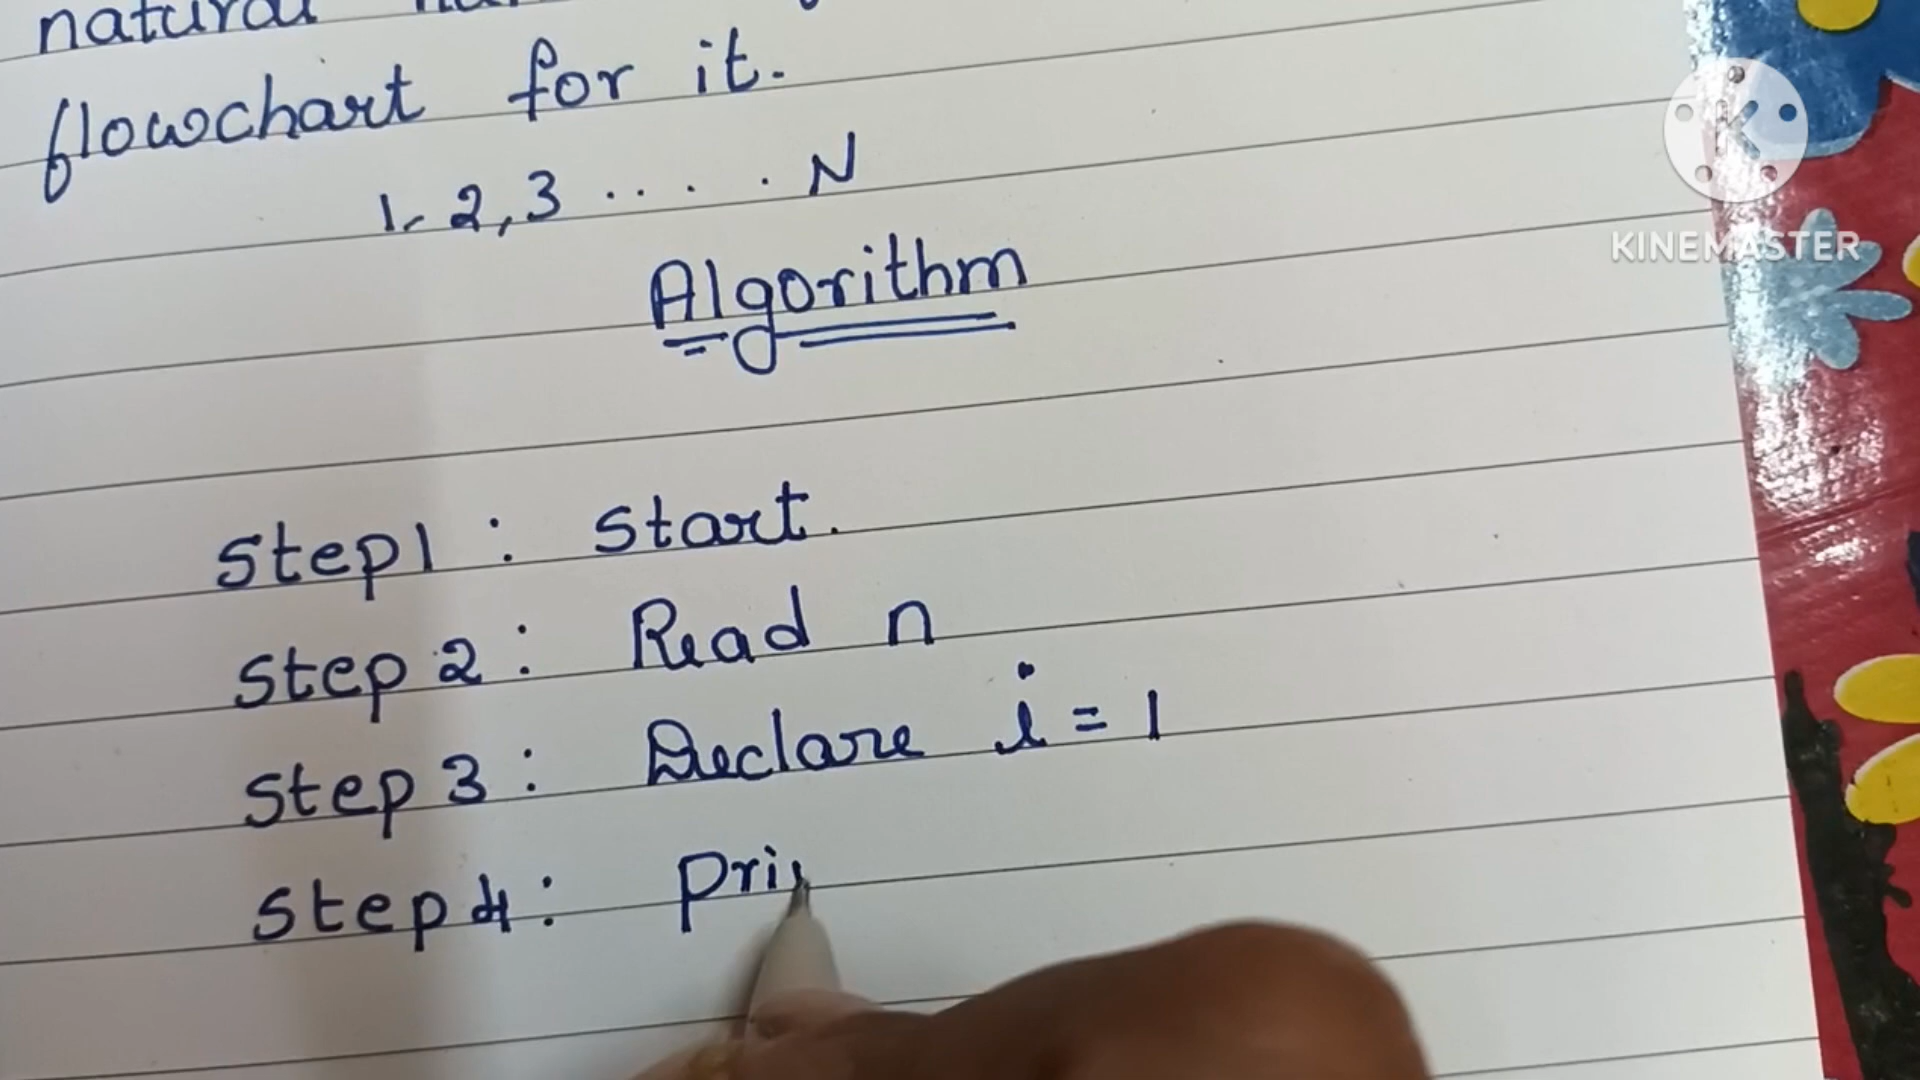 natural
flowchart for it.
1, 2, 3 ..... N
Algorithm
Step1 : Start.
Step 2 : Read n
Step 3 : Declare i = 1
Step 4 : Pri
KINEMASTER